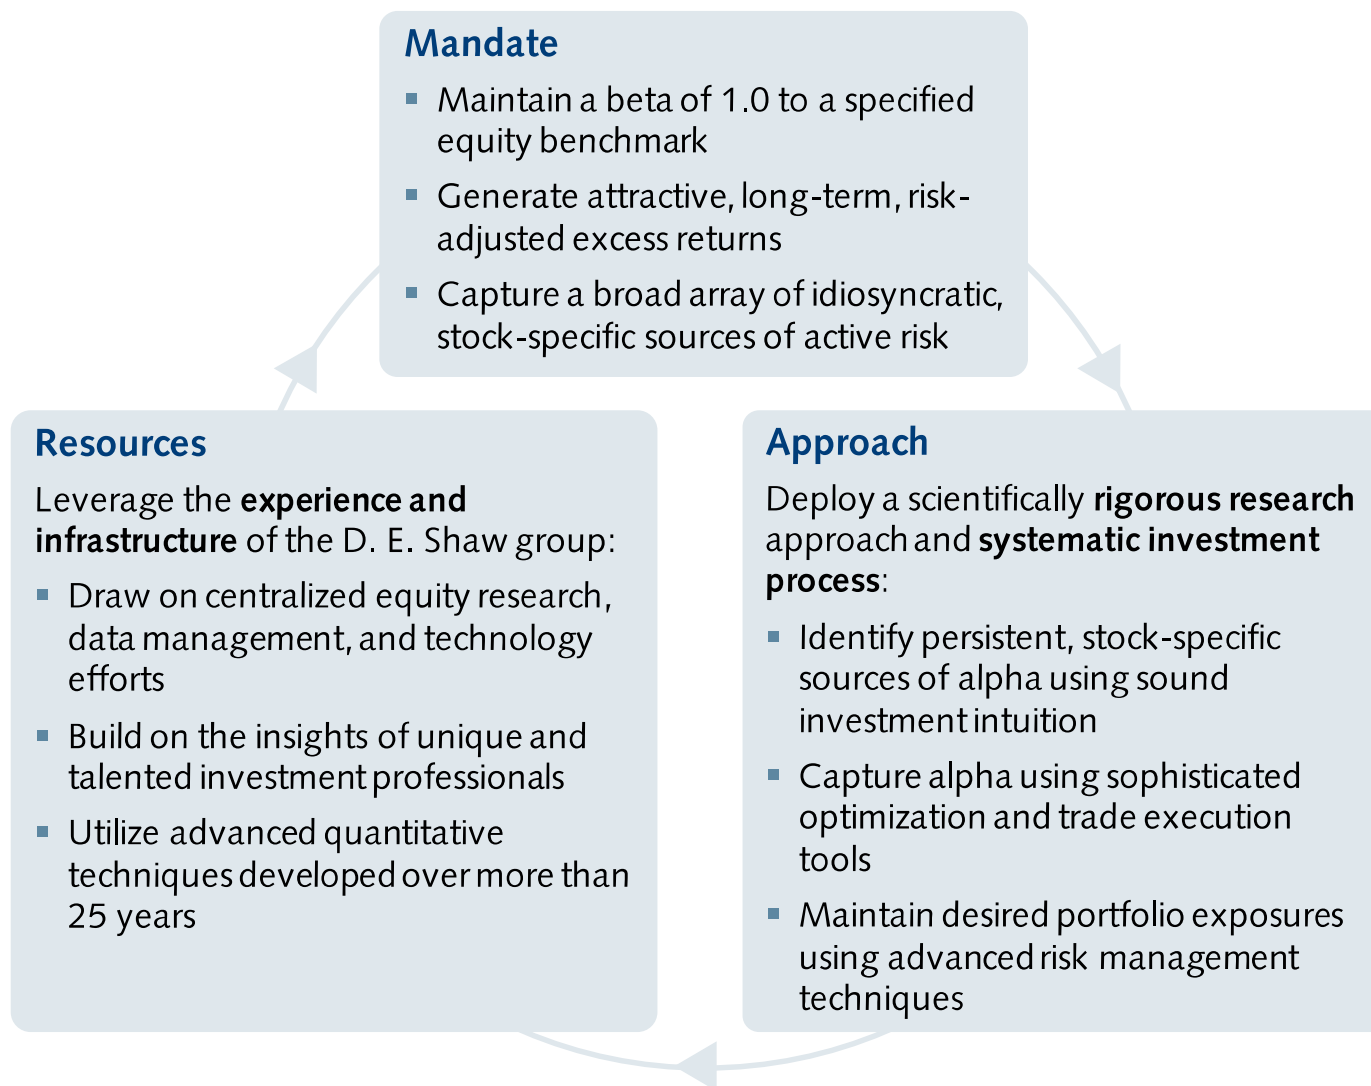 Mandate
▪ Maintain a beta of 1.0 to a specified
equity benchmark
▪ Generate attractive, long-term, risk-
adjusted excess returns
▪ Capture a broad array of idiosyncratic,
stock-specific sources of active risk
Resources
Leverage the experience and
infrastructure of the D. E. Shaw group:
▪ Draw on centralized equity research,
data management, and technology
efforts
▪ Build on the insights of unique and
talented investment professionals
▪ Utilize advanced quantitative
techniques developed over more than
25 years
Approach
Deploy a scientifically rigorous research
approach and systematic investment
process:
▪ Identify persistent, stock-specific
sources of alpha using sound
investment intuition
▪ Capture alpha using sophisticated
optimization and trade execution
tools
▪ Maintain desired portfolio exposures
using advanced risk management
techniques